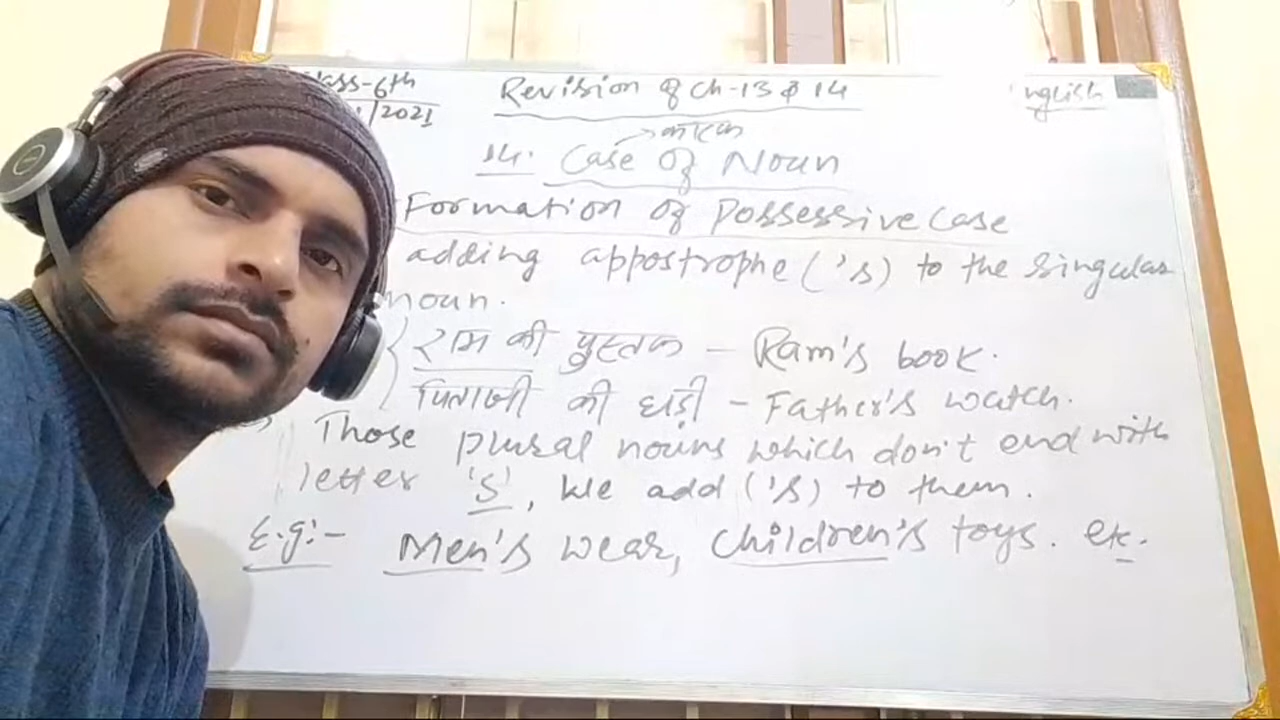 Class-6th
Revision of Ch-13 & 14
English
/2021
कारक
14. Case of Noun
Formation of Possessive Case
adding appostrophe ('s) to the singular
noun.
राम की पुस्तक - Ram's book.
पिताजी की घड़ी - Father's watch.
Those plural nouns which don't end with
letter 's', we add ('s) to them.
E.g:- Men's wear, Children's toys. etc.